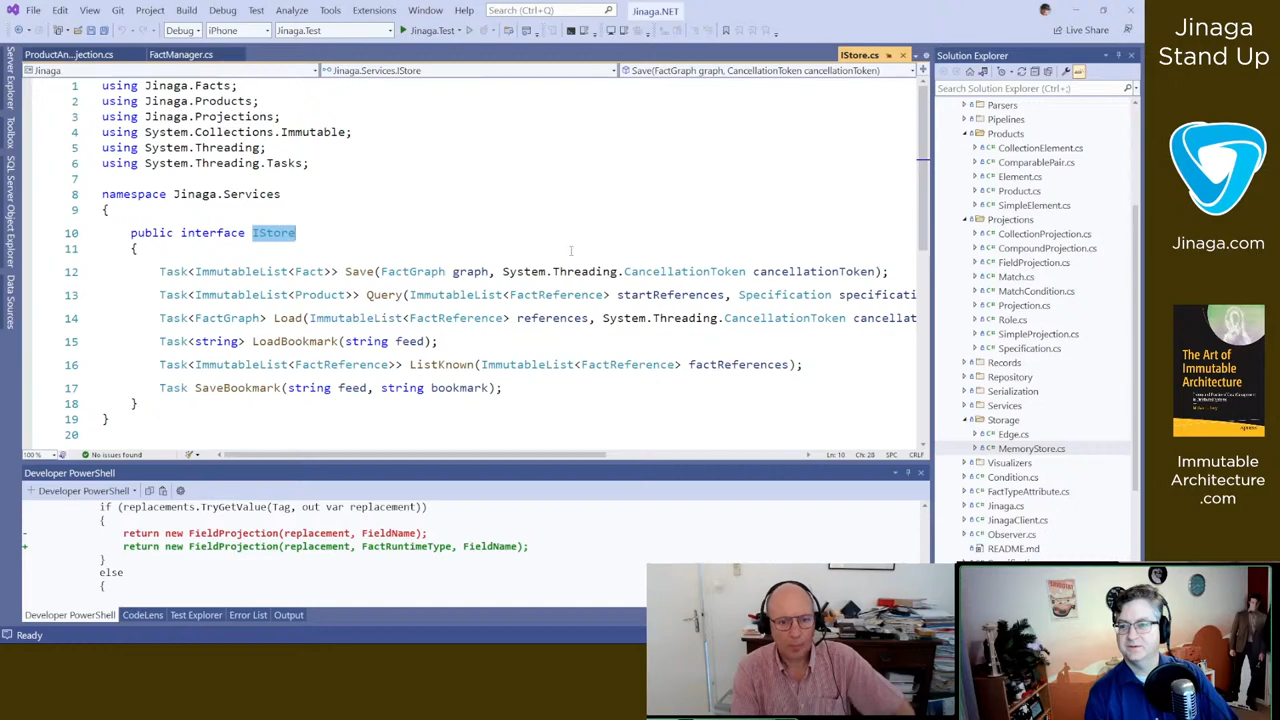 File Edit View Git Project Build Debug Test Analyze Tools Extensions Window Help Search (Ctrl+Q) Jinaga.NET
Debug iPhone Jinaga.Test Jinaga.Test Live Share
Server Explorer
Toolbox
SQL Server Object Explorer
Data Sources
ProductAn...jection.cs FactManager.cs IStore.cs
Jinaga Jinaga.Services.IStore Save(FactGraph graph, CancellationToken cancellationToken)
1 using Jinaga.Facts;
2 using Jinaga.Products;
3 using Jinaga.Projections;
4 using System.Collections.Immutable;
5 using System.Threading;
6 using System.Threading.Tasks;
7
8 namespace Jinaga.Services
9 {
10 public interface IStore
11 {
12 Task<ImmutableList<Fact>> Save(FactGraph graph, System.Threading.CancellationToken cancellationToken);
13 Task<ImmutableList<Product>> Query(ImmutableList<FactReference> startReferences, Specification specificati
14 Task<FactGraph> Load(ImmutableList<FactReference> references, System.Threading.CancellationToken cancellat
15 Task<string> LoadBookmark(string feed);
16 Task<ImmutableList<FactReference>> ListKnown(ImmutableList<FactReference> factReferences);
17 Task SaveBookmark(string feed, string bookmark);
18 }
19 }
20
100 % No issues found Ln: 10 Ch: 28 SPC CRLF
Developer PowerShell
+ Developer PowerShell
if (replacements.TryGetValue(Tag, out var replacement))
{
- return new FieldProjection(replacement, FieldName);
+ return new FieldProjection(replacement, FactRuntimeType, FieldName);
}
else
{
Developer PowerShell CodeLens Test Explorer Error List Output
Ready
Solution Explorer
Search Solution Explorer (Ctrl+;)
Parsers
Pipelines
Products
CollectionElement.cs
ComparablePair.cs
Element.cs
Product.cs
SimpleElement.cs
Projections
CollectionProjection.cs
CompoundProjection.cs
FieldProjection.cs
Match.cs
MatchCondition.cs
Projection.cs
Role.cs
SimpleProjection.cs
Specification.cs
Records
Repository
Serialization
Services
Storage
Edge.cs
MemoryStore.cs
Visualizers
Condition.cs
FactTypeAttribute.cs
Jinaga.cs
JinagaClient.cs
Observer.cs
README.md
Jinaga
Stand Up
Jinaga.com
The Art of
Immutable
Architecture
Immutable
Architecture
.com